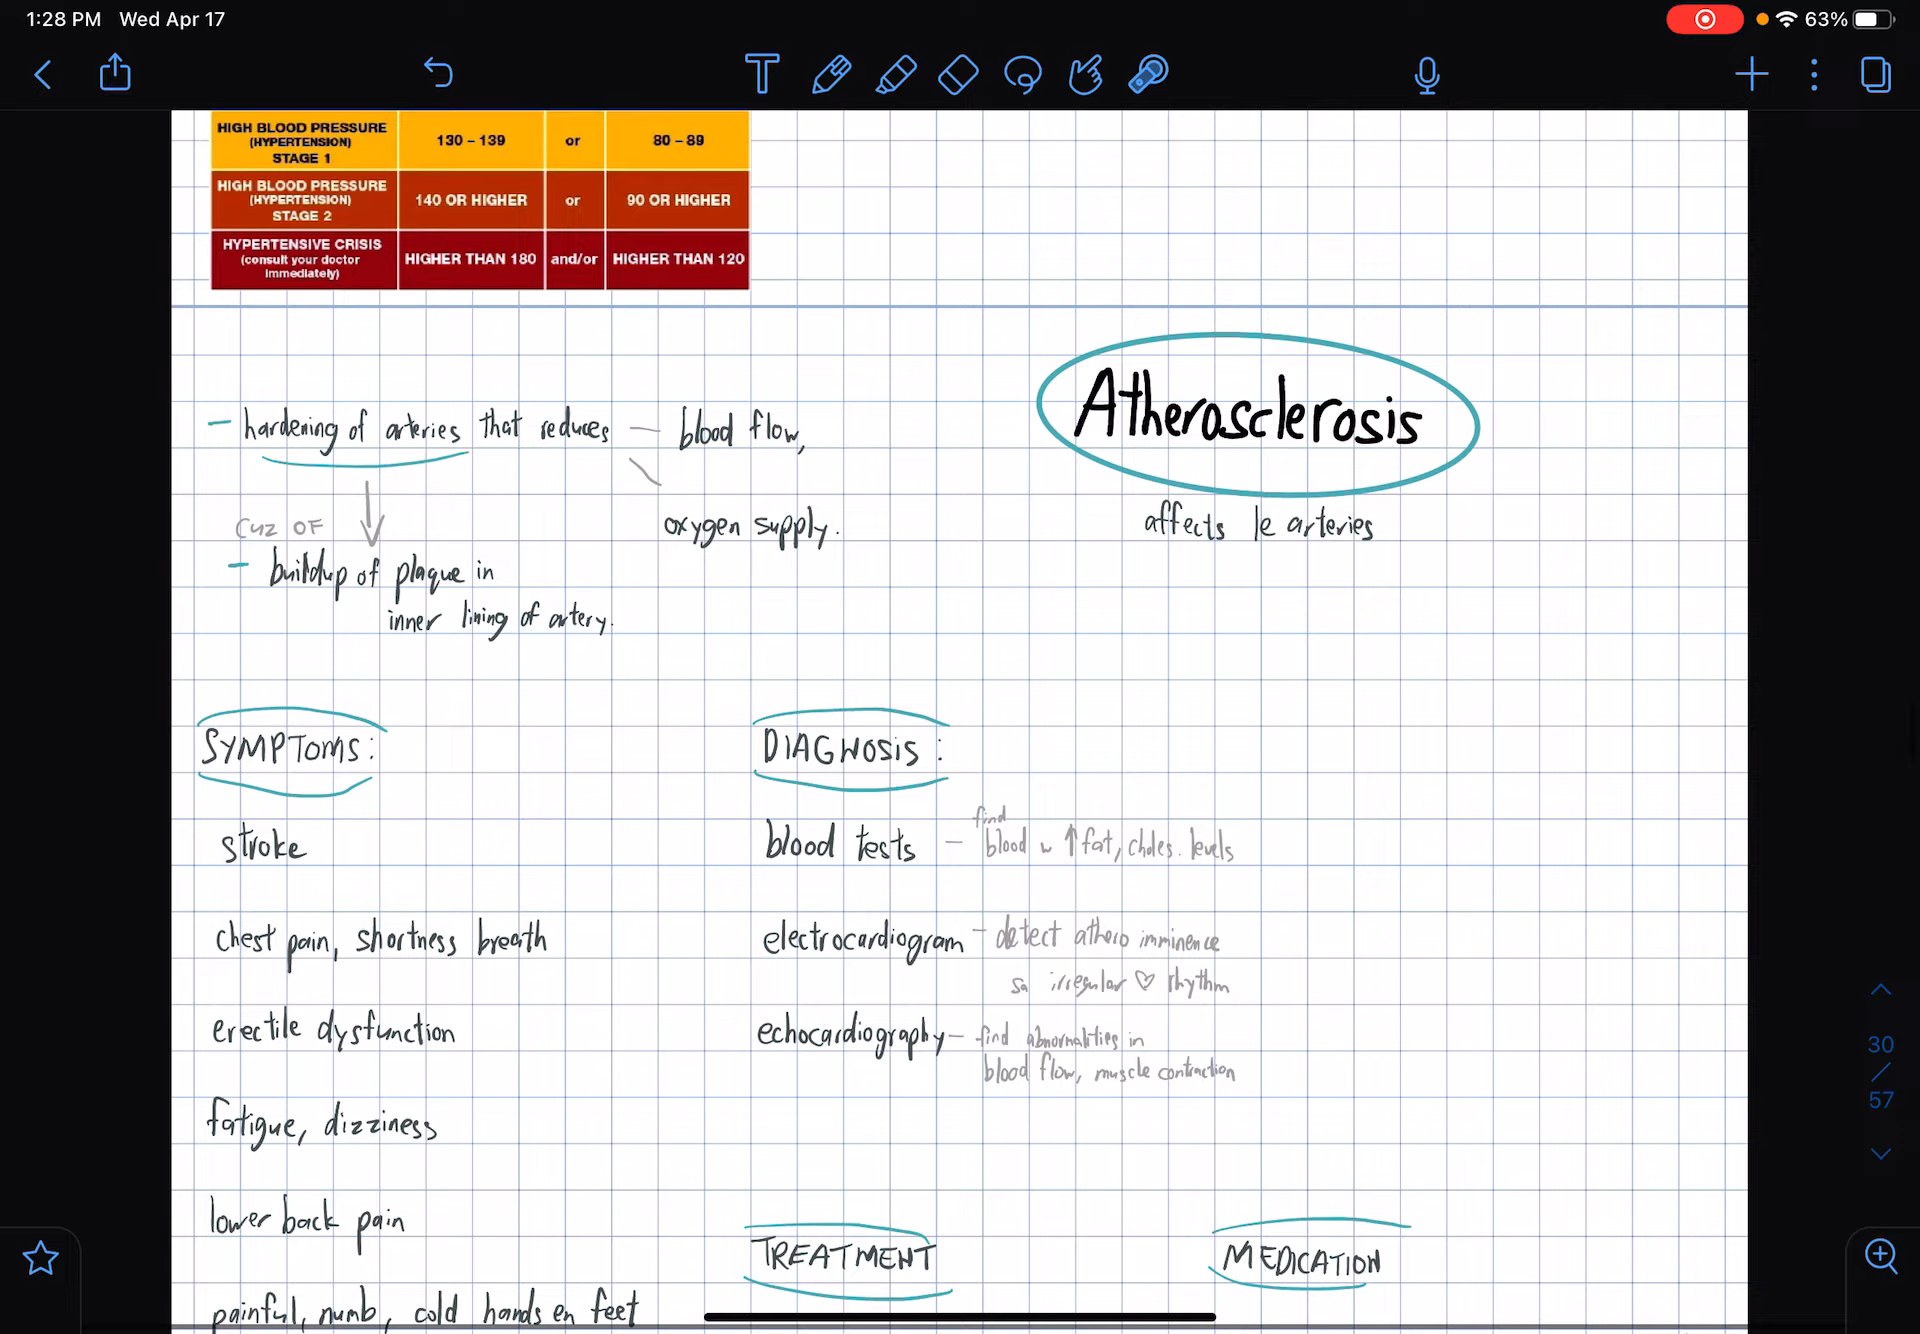 1:28 PM Wed Apr 17
63%
HIGH BLOOD PRESSURE
(HYPERTENSION)
STAGE 1
130 – 139
or
80 – 89
HIGH BLOOD PRESSURE
(HYPERTENSION)
STAGE 2
140 OR HIGHER
or
90 OR HIGHER
HYPERTENSIVE CRISIS
(consult your doctor
immediately)
HIGHER THAN 180
and/or
HIGHER THAN 120
Atherosclerosis
affects le arteries
– hardening of arteries that reduces — blood flow,
oxygen supply.
cuz OF
– buildup of plaque in
inner lining of artery.
SYMPTOMS:
stroke
chest pain, shortness breath
erectile dysfunction
fatigue, dizziness
lower back pain
painful, numb, cold hands en feet
DIAGNOSIS:
find
blood tests – blood w ↑ fat, choles. levels
electrocardiogram – detect athero imminence
sa irregular ♡ rhythm
echocardiography – find abnormalities in
blood flow, muscle contraction
TREATMENT
MEDICATION
30
/
57